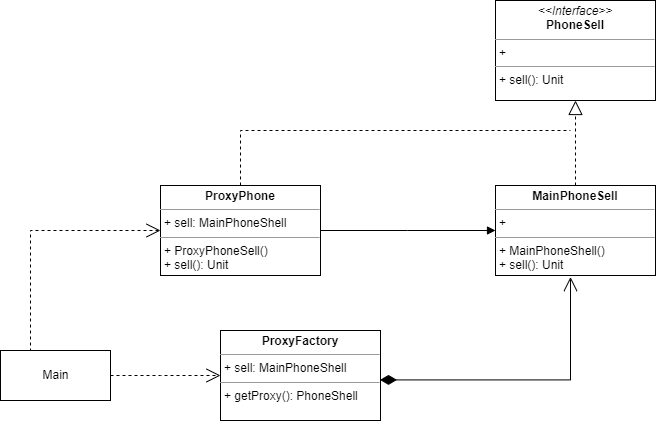 <<Interface>>
PhoneSell
+
+ sell(): Unit
ProxyPhone
+ sell: MainPhoneShell
+ ProxyPhoneSell()
+ sell(): Unit
MainPhoneSell
+
+ MainPhoneShell()
+ sell(): Unit
ProxyFactory
+ sell: MainPhoneShell
+ getProxy(): PhoneShell
Main